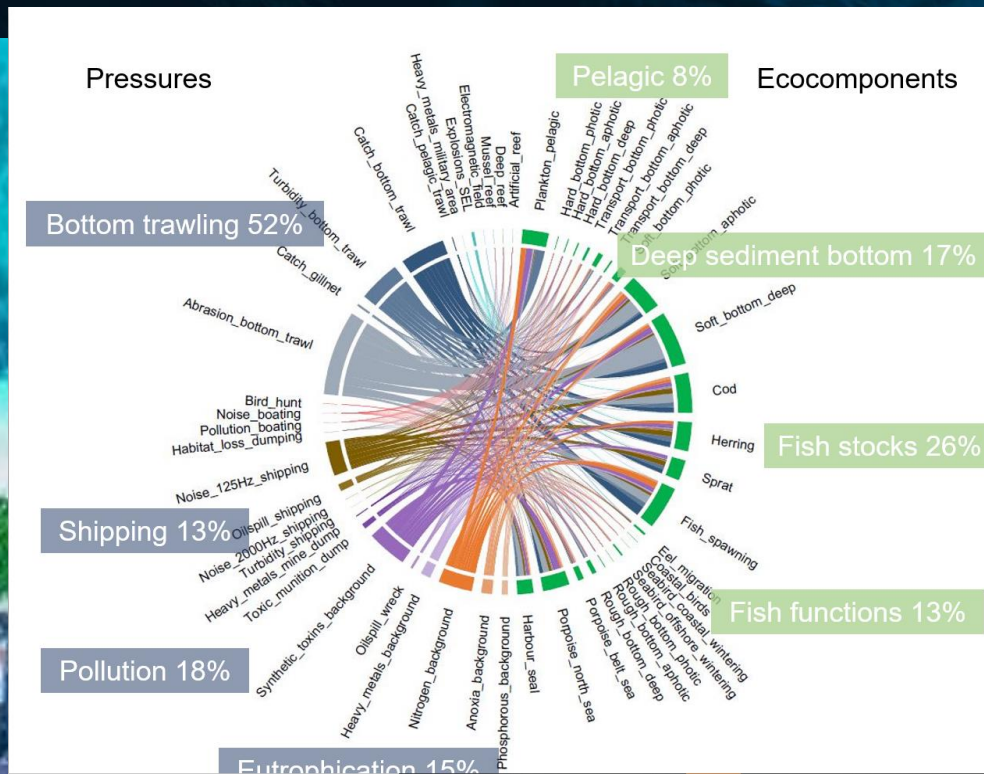 Pressures
Ecocomponents
Pelagic 8%
Bottom trawling 52%
Deep sediment bottom 17%
Fish stocks 26%
Shipping 13%
Fish functions 13%
Pollution 18%
Eutrophication 15%
Artificial_reef
Deep_reef
Mussel_reef
Electromagnetic_field
Explosions_SEL
Heavy_metals_military_area
Catch_pelagic_trawl
Catch_bottom_trawl
Turbidity_bottom_trawl
Catch_gillnet
Abrasion_bottom_trawl
Bird_hunt
Noise_boating
Pollution_boating
Habitat_loss_dumping
Noise_125Hz_shipping
Oilspill_shipping
Noise_2000Hz_shipping
Turbidity_shipping
Heavy_metals_mine_dump
Toxic_munition_dump
Synthetic_toxins_background
Oilspill_wreck
Heavy_metals_background
Nitrogen_background
Anoxia_background
Phosphorous_background
Plankton_pelagic
Hard_bottom_photic
Hard_bottom_aphotic
Hard_bottom_deep
Transport_bottom_photic
Transport_bottom_aphotic
Transport_bottom_deep
Soft_bottom_photic
Soft_bottom_aphotic
Soft_bottom_deep
Cod
Herring
Sprat
Fish_spawning
Eel_migration
Coastal_birds
Seabird_coastal_wintering
Seabird_offshore_wintering
Rough_bottom_photic
Rough_bottom_aphotic
Rough_bottom_deep
Porpoise_belt_sea
Porpoise_north_sea
Harbour_seal